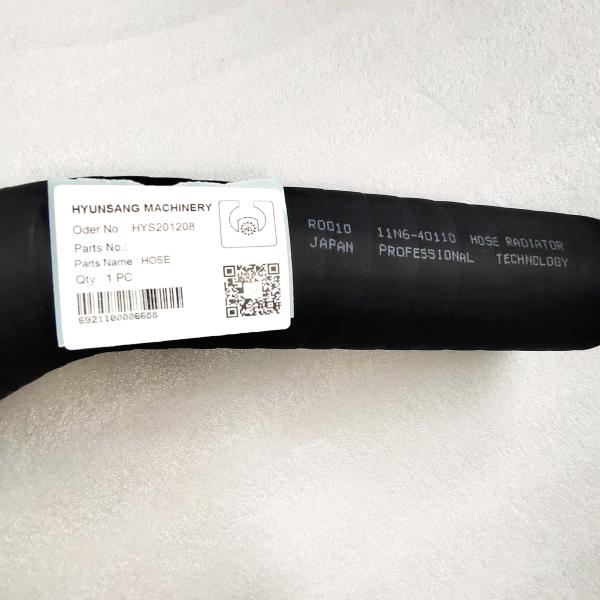 HYUNSANG MACHINERY
Oder No.: HYS201208
Parts No.:
Parts Name: HOSE
Qty.: 1 PC
6921100006688
R0010 11N6-40110 HOSE RADIATOR
JAPAN PROFESSIONAL TECHNOLOGY